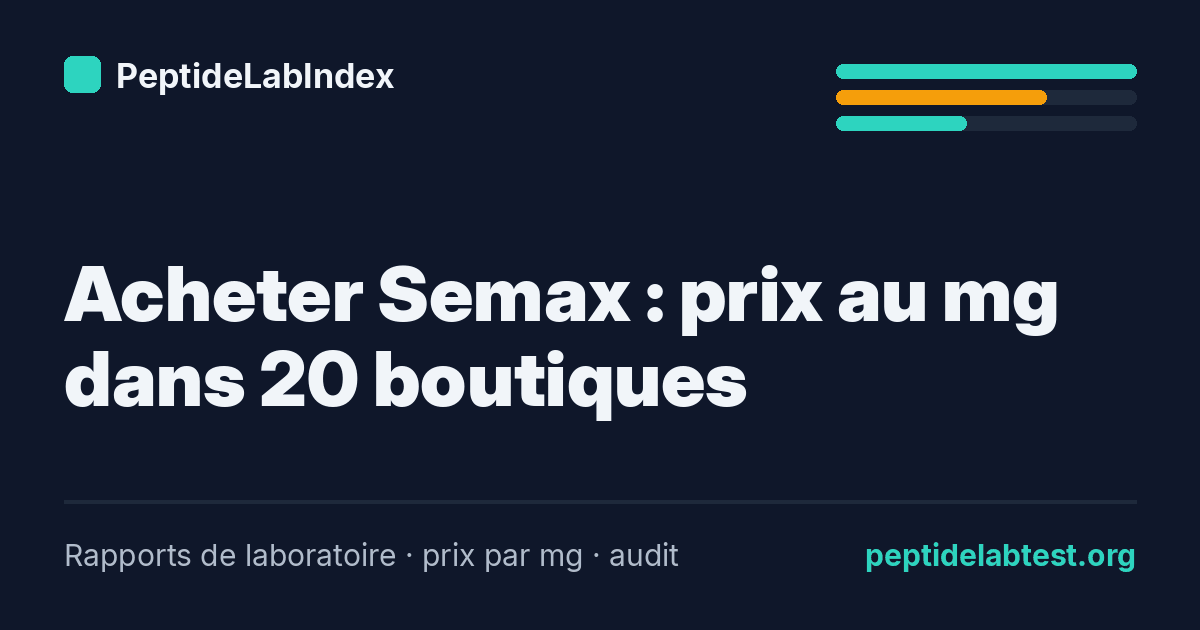 PeptideLabIndex
Acheter Semax : prix au mg
dans 20 boutiques
Rapports de laboratoire · prix par mg · audit
peptidelabtest.org